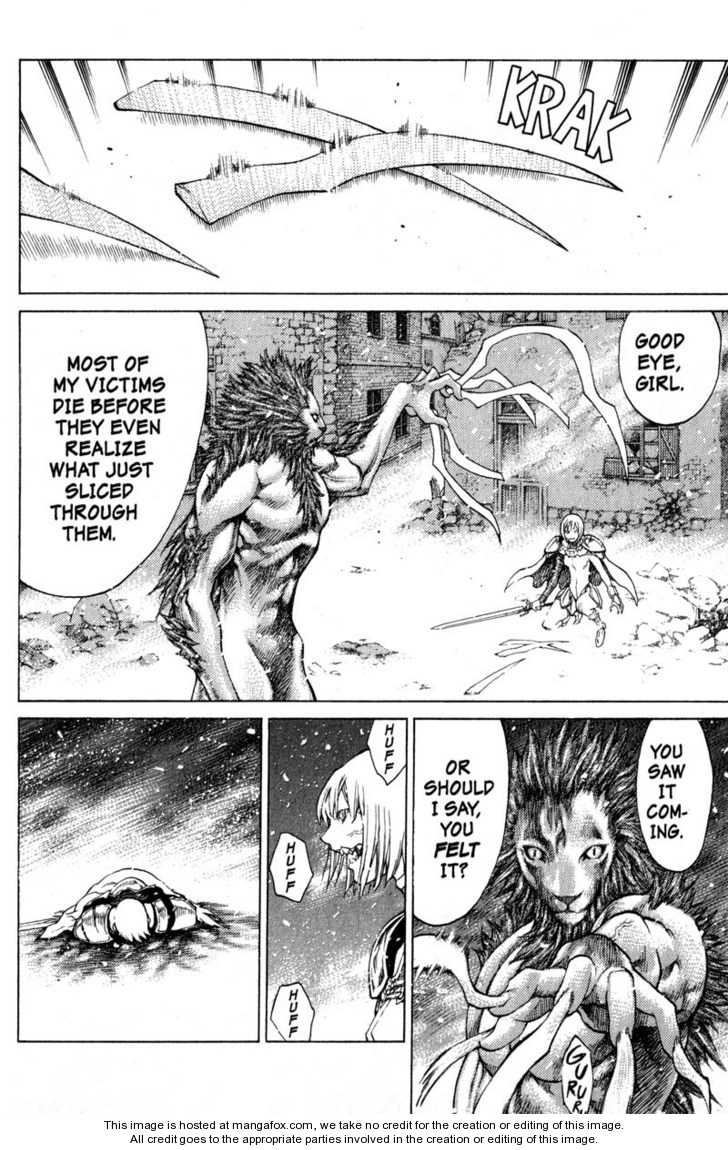 KRAK
GOOD
EYE,
GIRL.
MOST OF
MY VICTIMS
DIE BEFORE
THEY EVEN
REALIZE
WHAT JUST
SLICED
THROUGH
THEM.
YOU
SAW
IT
COM-
ING.
OR
SHOULD
I SAY,
YOU
FELT
IT?
GURUR
HUFF
HUFF
HUFF
This image is hosted at mangafox.com, we take no credit for the creation or editing of this image.
All credit goes to the appropriate parties involved in the creation or editing of this image.